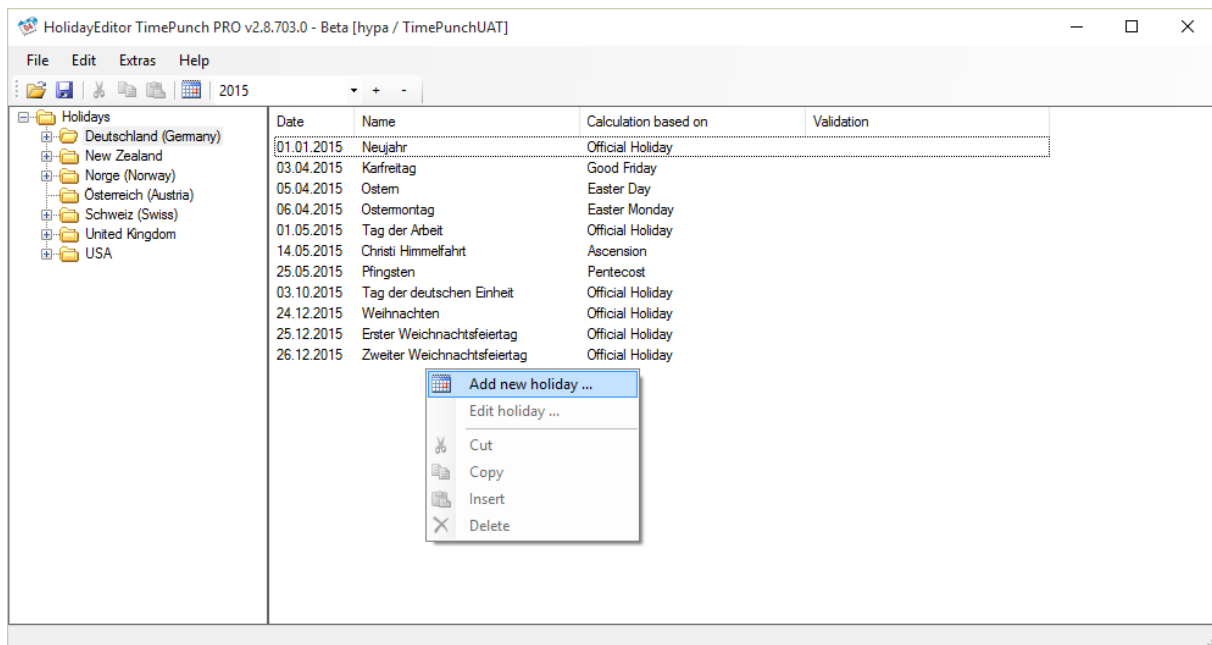 HolidayEditor TimePunch PRO v2.8.703.0 - Beta [hypa / TimePunchUAT]
File Edit Extras Help
2015 + -
Holidays
Deutschland (Germany)
New Zealand
Norge (Norway)
Österreich (Austria)
Schweiz (Swiss)
United Kingdom
USA
Date Name Calculation based on Validation
01.01.2015 Neujahr Official Holiday
03.04.2015 Karfreitag Good Friday
05.04.2015 Ostern Easter Day
06.04.2015 Ostermontag Easter Monday
01.05.2015 Tag der Arbeit Official Holiday
14.05.2015 Christi Himmelfahrt Ascension
25.05.2015 Pfingsten Pentecost
03.10.2015 Tag der deutschen Einheit Official Holiday
24.12.2015 Weihnachten Official Holiday
25.12.2015 Erster Weichnachtsfeiertag Official Holiday
26.12.2015 Zweiter Weichnachtsfeiertag Official Holiday
Add new holiday ...
Edit holiday ...
Cut
Copy
Insert
Delete